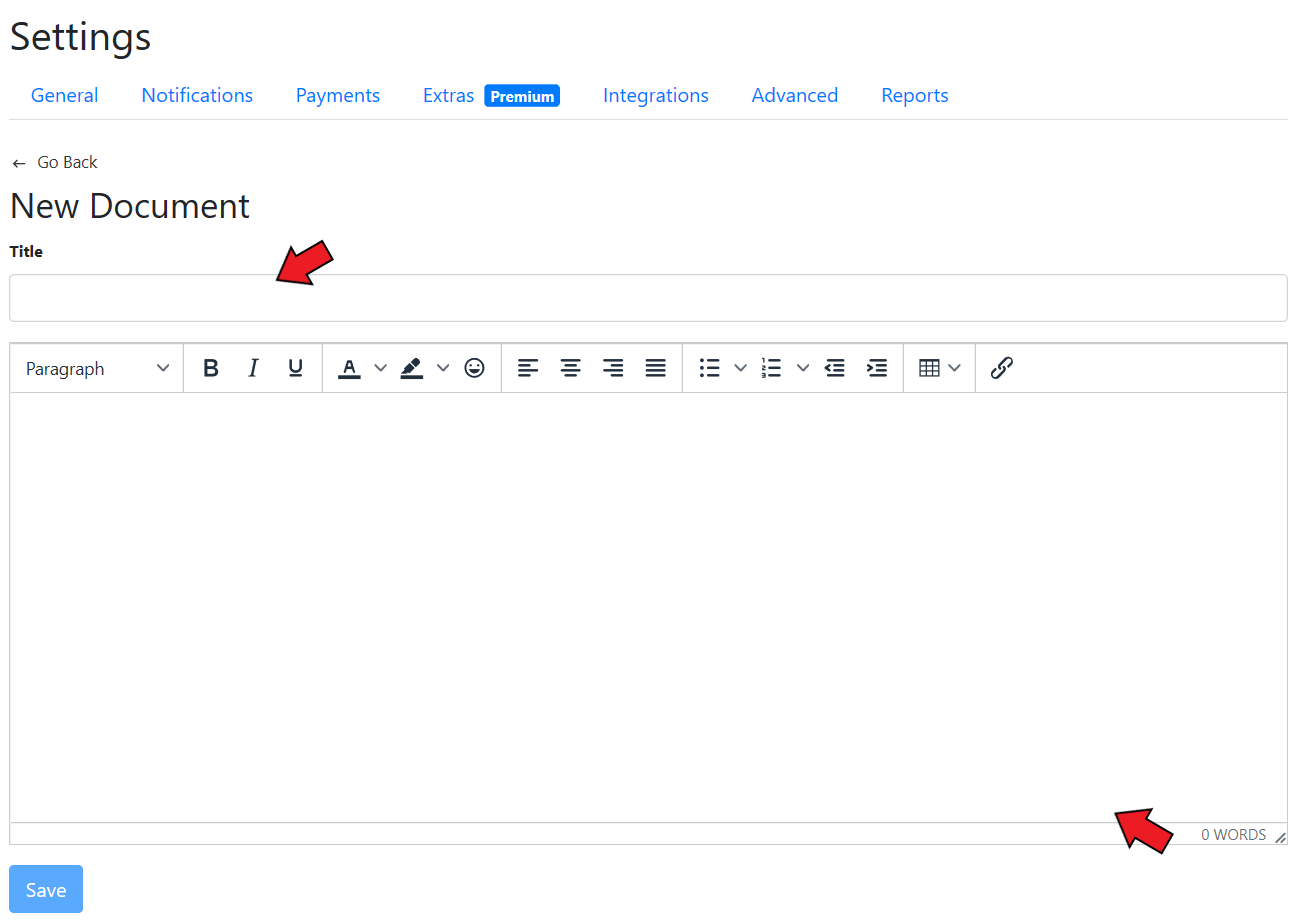 Settings
General Notifications Payments Extras Premium Integrations Advanced Reports
← Go Back
New Document
Title
Paragraph B I U A
0 WORDS
Save